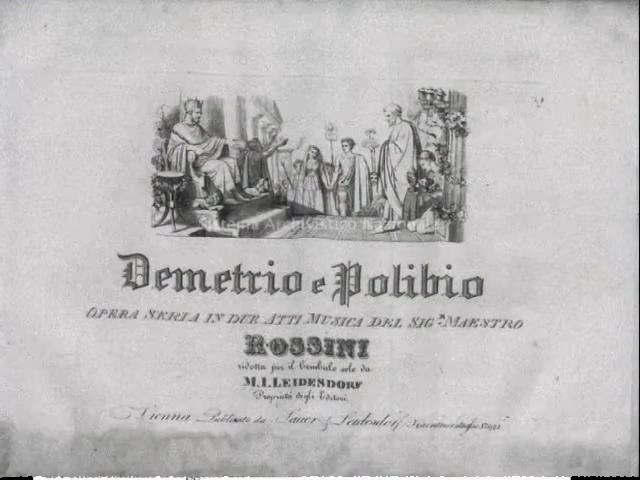 Demetrio e Polibio
OPERA SERIA IN DUE ATTI MUSICA DEL SIG.R MAESTRO
ROSSINI
ridotta per il Cembalo solo da
M. I. LEIDESDORF
Proprietà degli Editori.
Vienna Publicato da Sauer & Leidesdorf